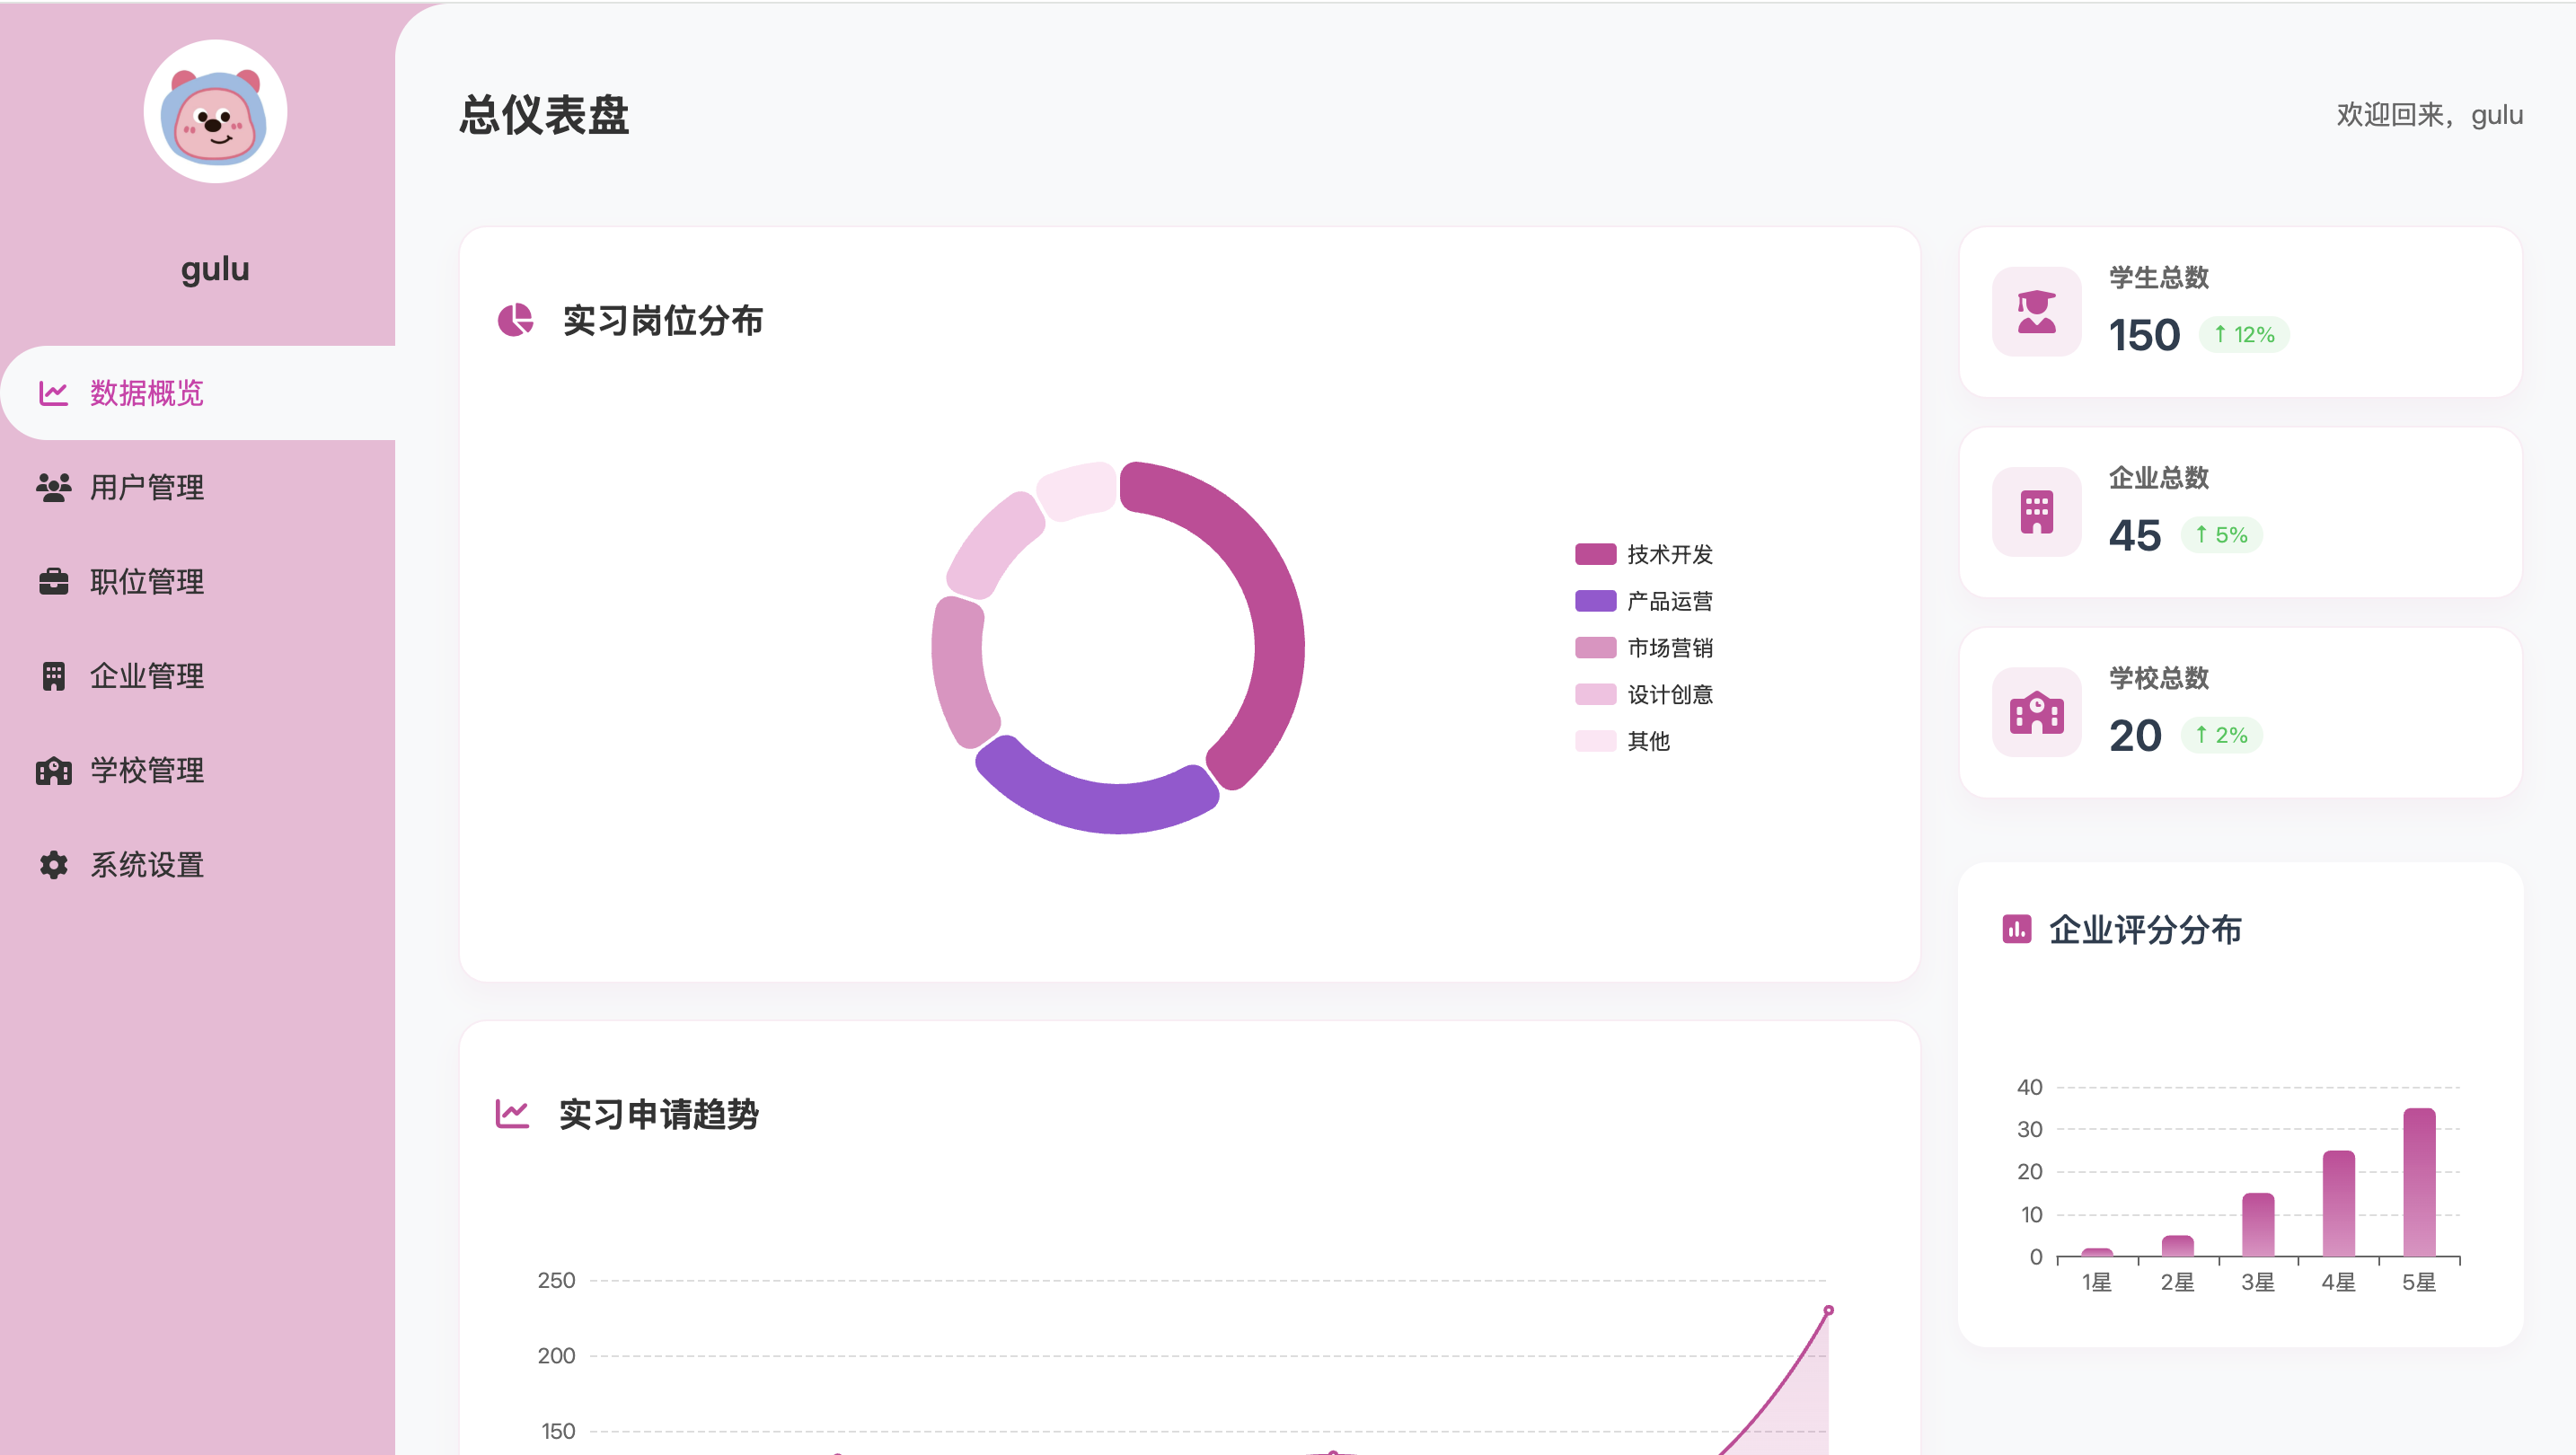 gulu
数据概览
用户管理
职位管理
企业管理
学校管理
系统设置
总仪表盘
欢迎回来，gulu
实习岗位分布
技术开发
产品运营
市场营销
设计创意
其他
学生总数
150 ↑ 12%
企业总数
45 ↑ 5%
学校总数
20 ↑ 2%
企业评分分布
40
30
20
10
0
1星 2星 3星 4星 5星
实习申请趋势
250
200
150